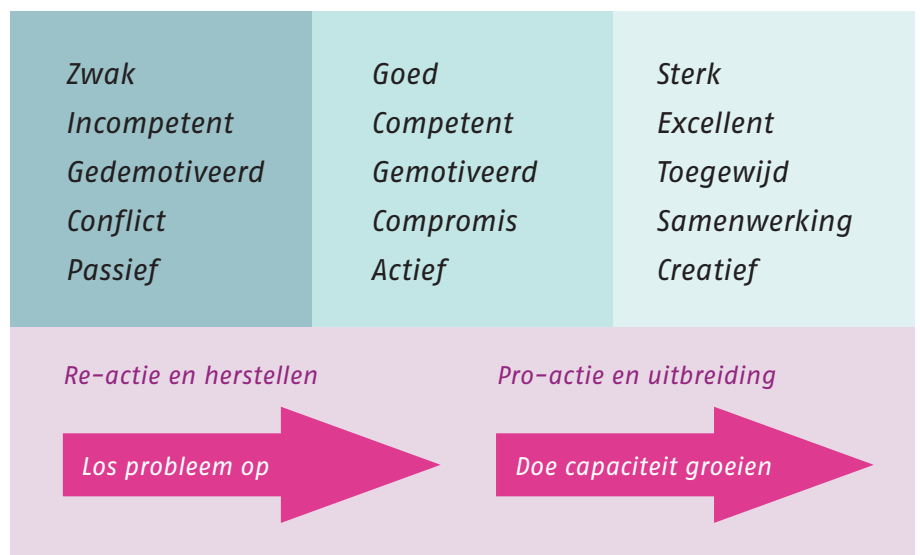 Zwak
Incompetent
Gedemotiveerd
Conflict
Passief
Goed
Competent
Gemotiveerd
Compromis
Actief
Sterk
Excellent
Toegewijd
Samenwerking
Creatief
Re-actie en herstellen
Los probleem op
Pro-actie en uitbreiding
Doe capaciteit groeien